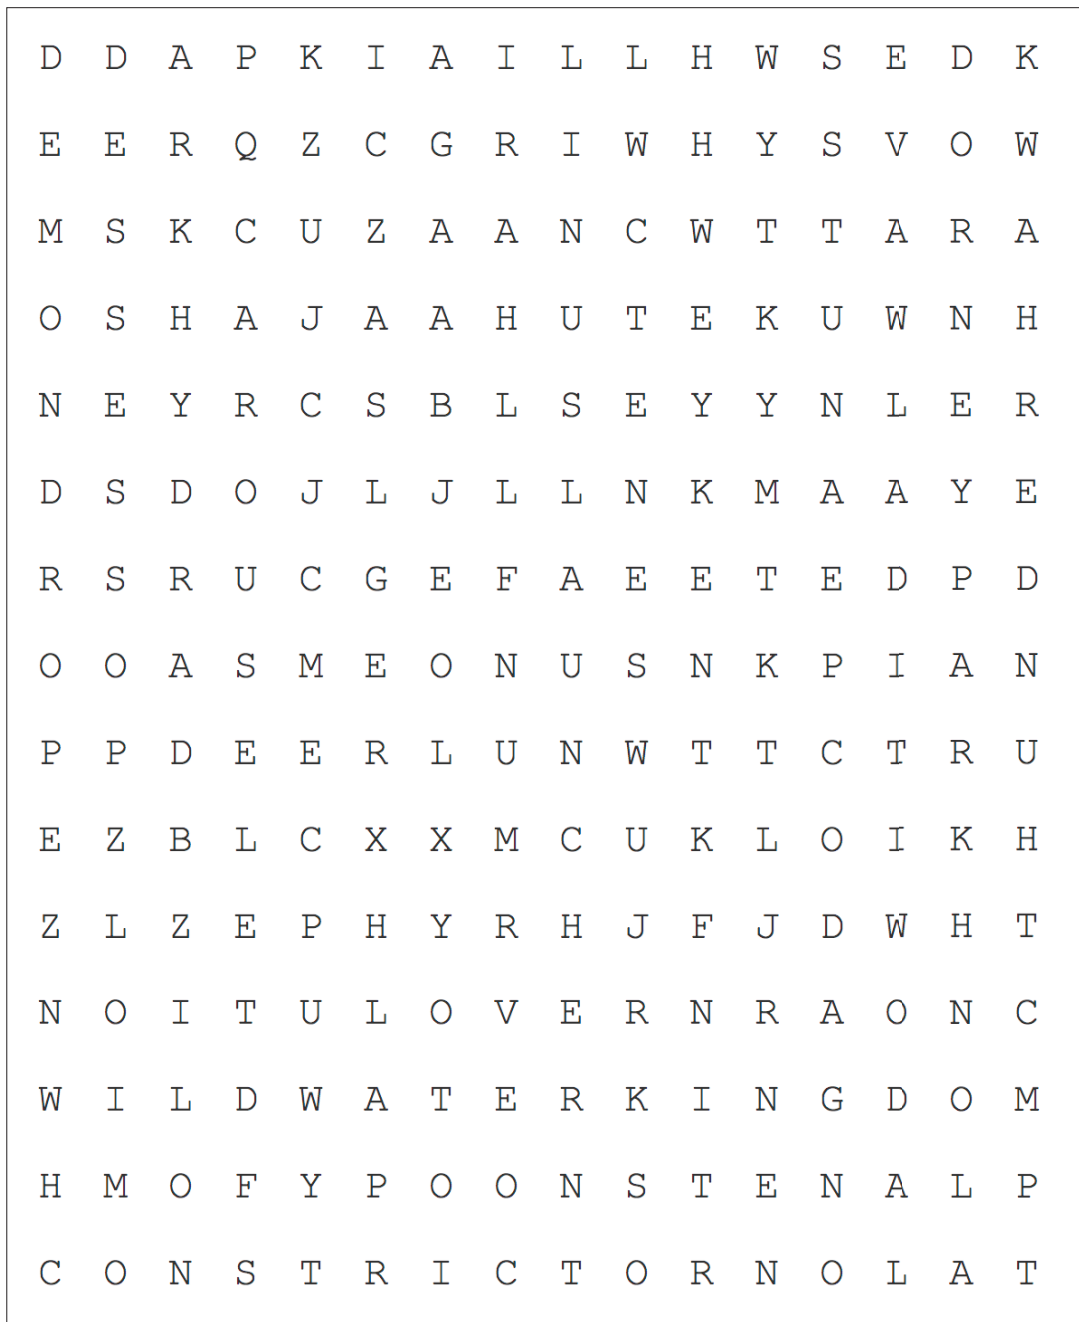 D D A P K I A I L L H W S E D K
E E R Q Z C G R I W H Y S V O W
M S K C U Z A A N C W T T A R A
O S H A J A A H U T E K U W N H
N E Y R C S B L S E Y Y N L E R
D S D O J L J L L N K M A A Y E
R S R U C G E F A E E T E D P D
O O A S M E O N U S N K P I A N
P P D E E R L U N W T T C T R U
E Z B L C X X M C U K L O I K H
Z L Z E P H Y R H J F J D W H T
N O I T U L O V E R N R A O N C
W I L D W A T E R K I N G D O M
H M O F Y P O O N S T E N A L P
C O N S T R I C T O R N O L A T